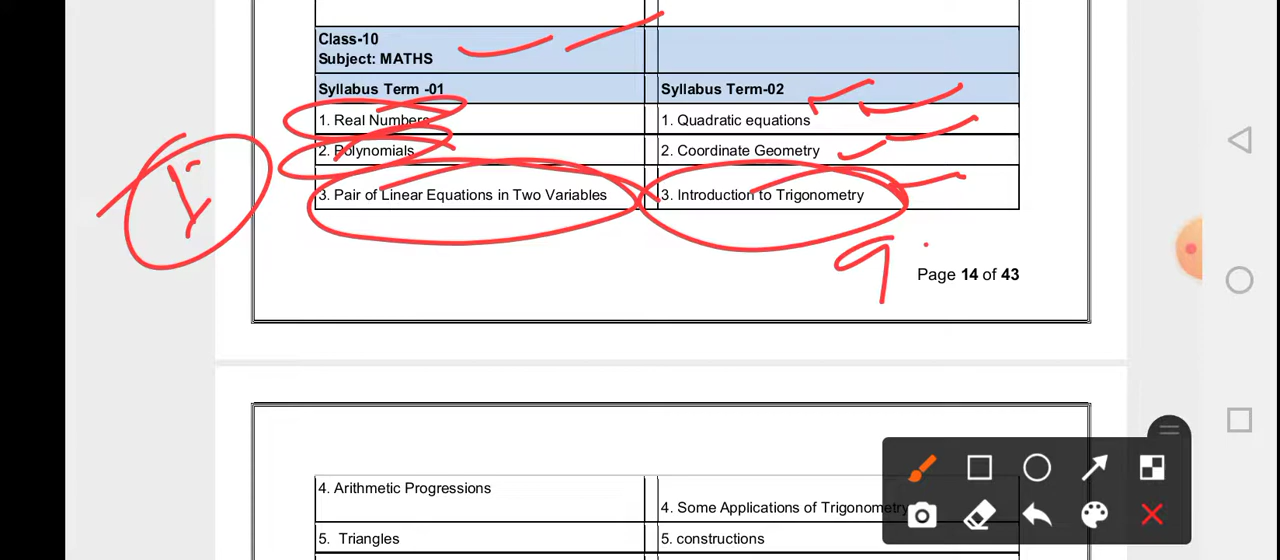 Class-10
Subject: MATHS
Syllabus Term -01
Syllabus Term-02
1. Real Numbers
1. Quadratic equations
2. Polynomials
2. Coordinate Geometry
3. Pair of Linear Equations in Two Variables
3. Introduction to Trigonometry
I
9
Page 14 of 43
4. Arithmetic Progressions
4. Some Applications of Trigonometry
5. Triangles
5. constructions